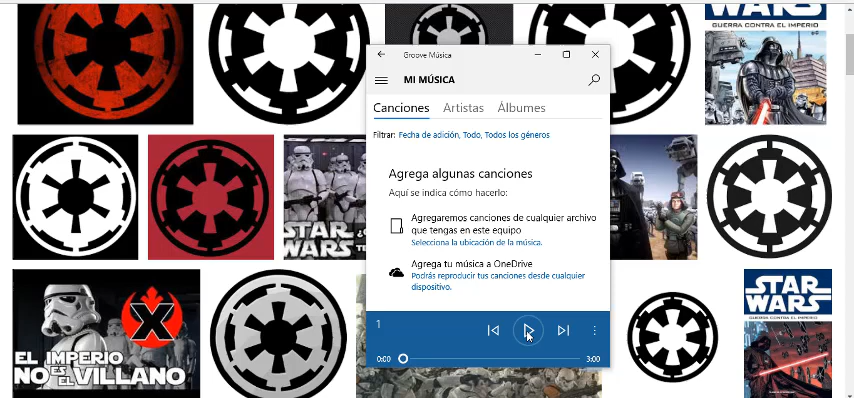 WARS
GUERRA CONTRA EL IMPERIO
Groove Música
MI MÚSICA
Canciones Artistas Álbumes
Filtrar: Fecha de adición, Todo, Todos los géneros
Agrega algunas canciones
Aquí se indica cómo hacerlo:
Agregaremos canciones de cualquier archivo
que tengas en este equipo
Selecciona la ubicación de la música.
Agrega tu música a OneDrive
Podrás reproducir tus canciones desde cualquier
dispositivo.
1
0:00 3:00
STAR
WARS
EL IMPERIO
NO ES EL VILLANO
STAR
WARS
GUERRA CONTRA EL IMPERIO